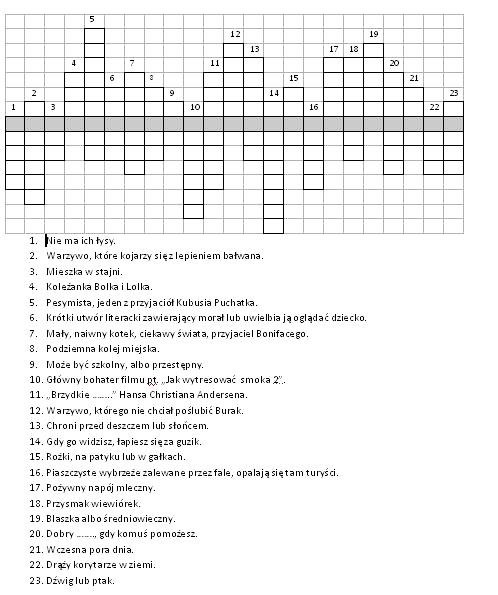 5
12 19
13 17 18
4 7 11 20
6 8 15 21
2 9 14 23
1 3 10 16 22
1. Nie ma ich łysy.
2. Warzywo, które kojarzy się z lepieniem bałwana.
3. Mieszka w stajni.
4. Koleżanka Bolka i Lolka.
5. Pesymista, jeden z przyjaciół Kubusia Puchatka.
6. Krótki utwór literacki zawierający morał lub uwielbia ją oglądać dziecko.
7. Mały, naiwny kotek, ciekawy świata, przyjaciel Bonifacego.
8. Podziemna kolej miejska.
9. Może być szkolny, albo przestępny.
10. Główny bohater filmu pt. „Jak wytresować smoka 2”.
11. „Brzydkie ........” Hansa Christiana Andersena.
12. Warzywo, którego nie chciał poślubić Burak.
13. Chroni przed deszczem lub słońcem.
14. Gdy go widzisz, łapiesz się za guzik.
15. Rożki, na patyku lub w gałkach.
16. Piaszczyste wybrzeże zalewane przez fale, opalają się tam turyści.
17. Pożywny napój mleczny.
18. Przysmak wiewiórek.
19. Blaszka albo średniowieczny.
20. Dobry ......., gdy komuś pomożesz.
21. Wczesna pora dnia.
22. Drąży korytarze w ziemi.
23. Dźwig lub ptak.